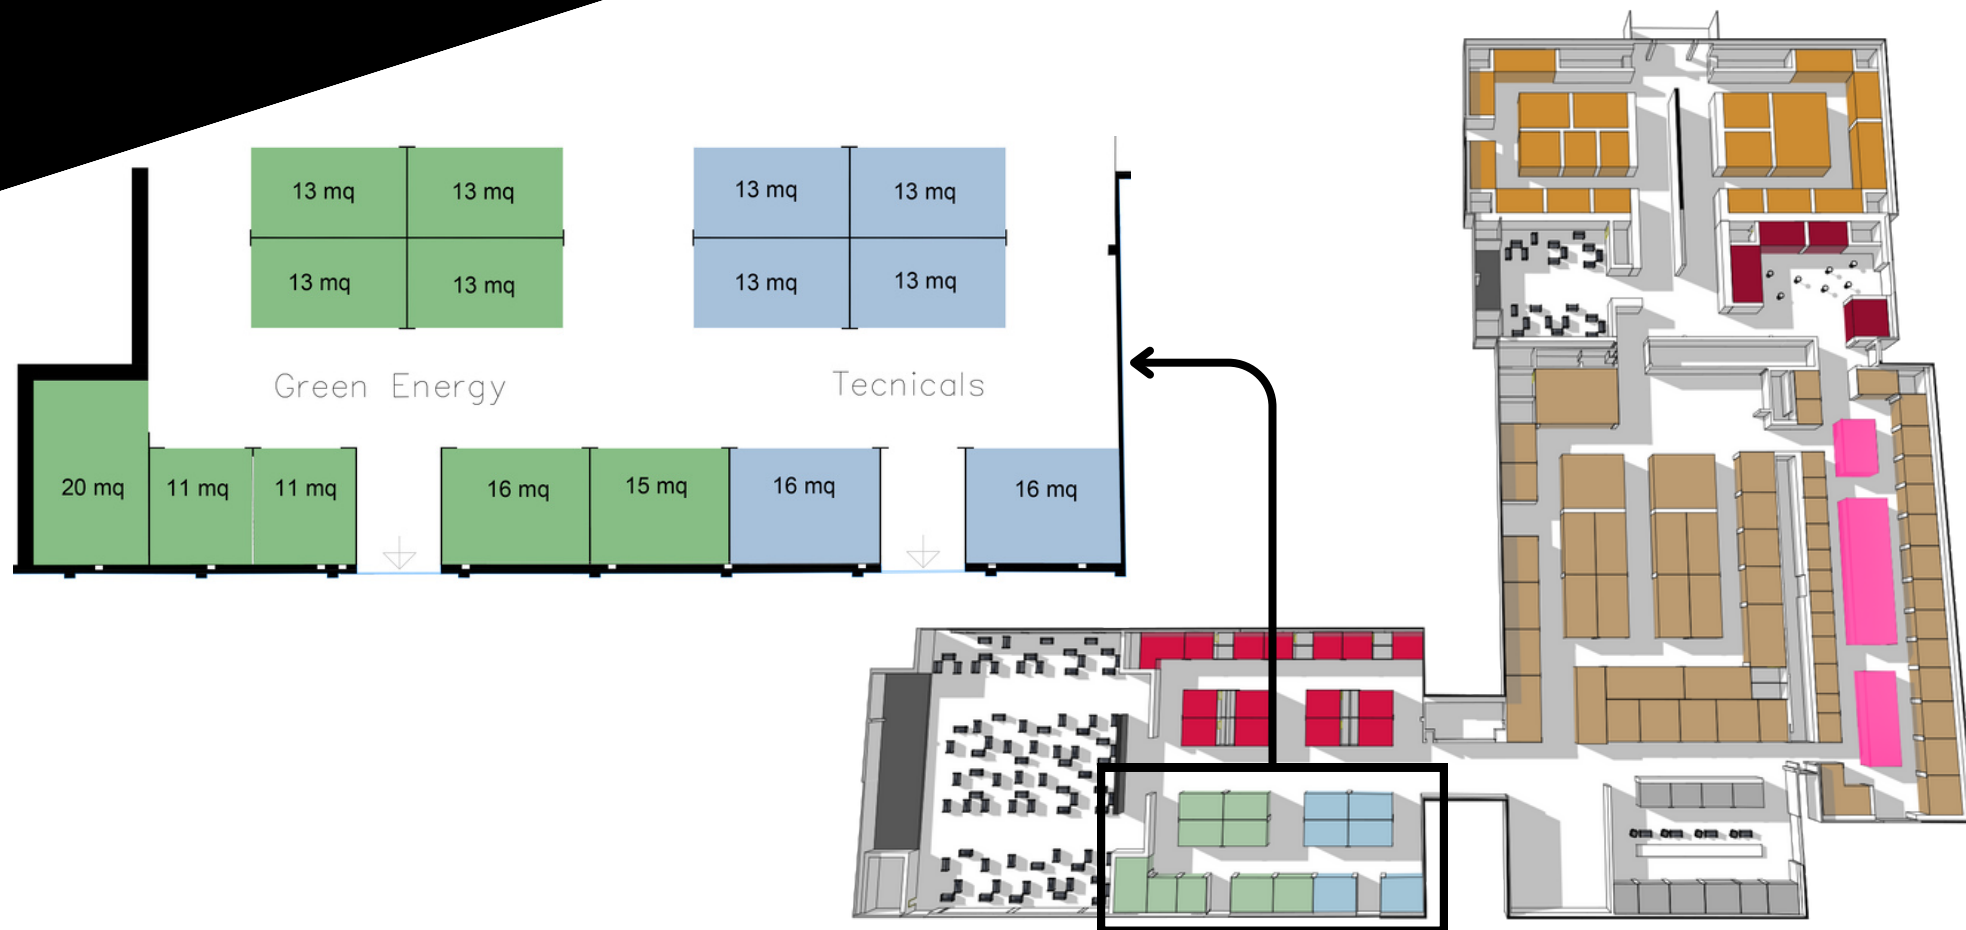 13 mq 13 mq 13 mq 13 mq
13 mq 13 mq 13 mq 13 mq
Green Energy Tecnicals
20 mq 11 mq 11 mq 16 mq 15 mq 16 mq 16 mq